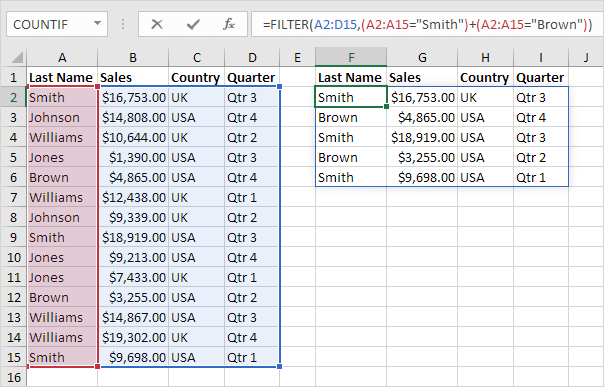 COUNTIF fx =FILTER(A2:D15,(A2:A15="Smith")+(A2:A15="Brown"))
A B C D E F G H I J
1 Last Name Sales Country Quarter Last Name Sales Country Quarter
2 Smith $16,753.00 UK Qtr 3 Smith $16,753.00 UK Qtr 3
3 Johnson $14,808.00 USA Qtr 4 Brown $4,865.00 USA Qtr 4
4 Williams $10,644.00 UK Qtr 2 Smith $18,919.00 USA Qtr 3
5 Jones $1,390.00 USA Qtr 3 Brown $3,255.00 USA Qtr 2
6 Brown $4,865.00 USA Qtr 4 Smith $9,698.00 USA Qtr 1
7 Williams $12,438.00 UK Qtr 1
8 Johnson $9,339.00 UK Qtr 2
9 Smith $18,919.00 USA Qtr 3
10 Jones $9,213.00 USA Qtr 4
11 Jones $7,433.00 UK Qtr 1
12 Brown $3,255.00 USA Qtr 2
13 Williams $14,867.00 USA Qtr 3
14 Williams $19,302.00 UK Qtr 4
15 Smith $9,698.00 USA Qtr 1
16